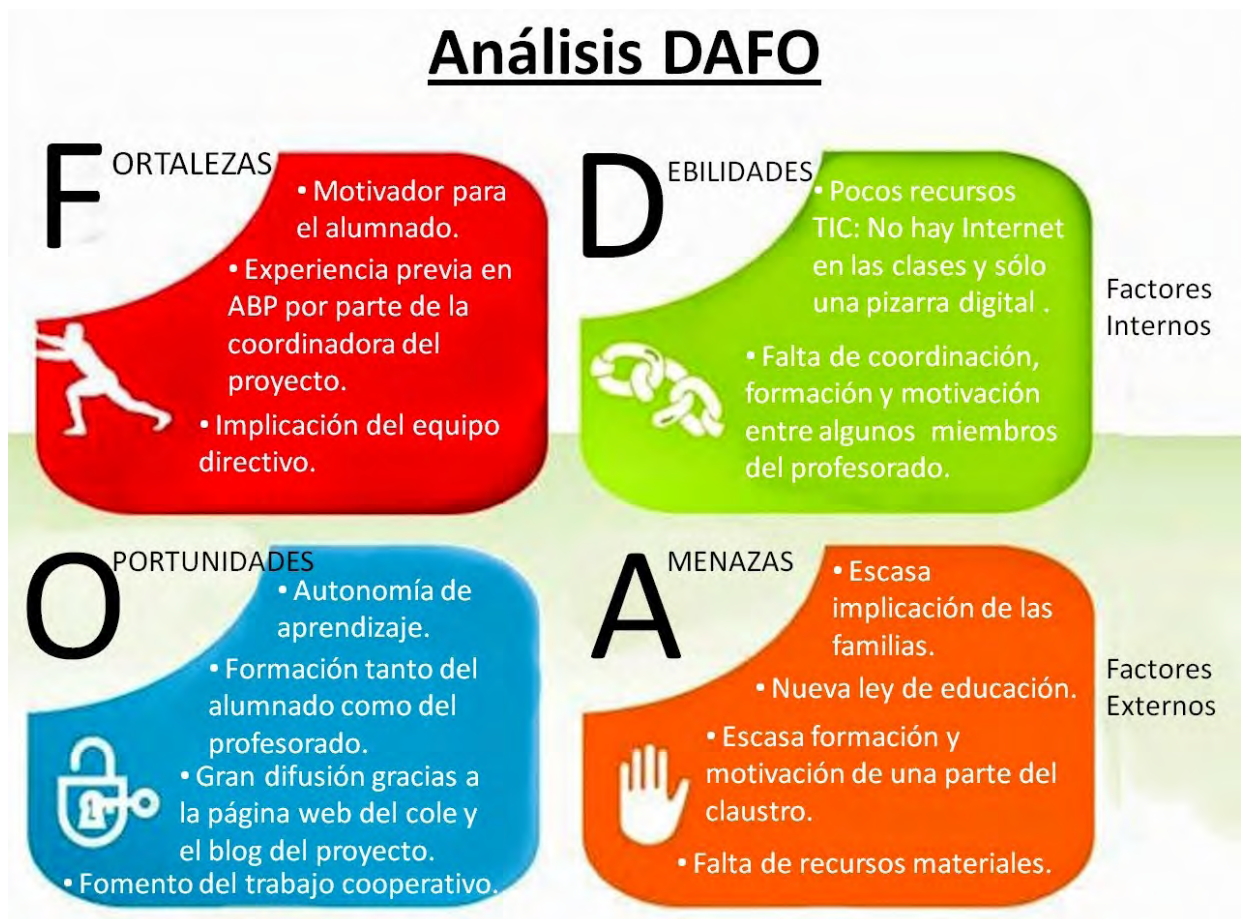 Análisis DAFO
FORTALEZAS
• Motivador para
el alumnado.
• Experiencia previa en
ABP por parte de la
coordinadora del
proyecto.
• Implicación del equipo
directivo.
DEBILIDADES
• Pocos recursos
TIC: No hay Internet
en las clases y sólo
una pizarra digital .
• Falta de coordinación,
formación y motivación
entre algunos miembros
del profesorado.
Factores
Internos
OPORTUNIDADES
• Autonomía de
aprendizaje.
• Formación tanto del
alumnado como del
profesorado.
• Gran difusión gracias a
la página web del cole y
el blog del proyecto.
• Fomento del trabajo cooperativo.
AMENAZAS
• Escasa
implicación de las
familias.
• Nueva ley de educación.
• Escasa formación y
motivación de una parte del
claustro.
• Falta de recursos materiales.
Factores
Externos